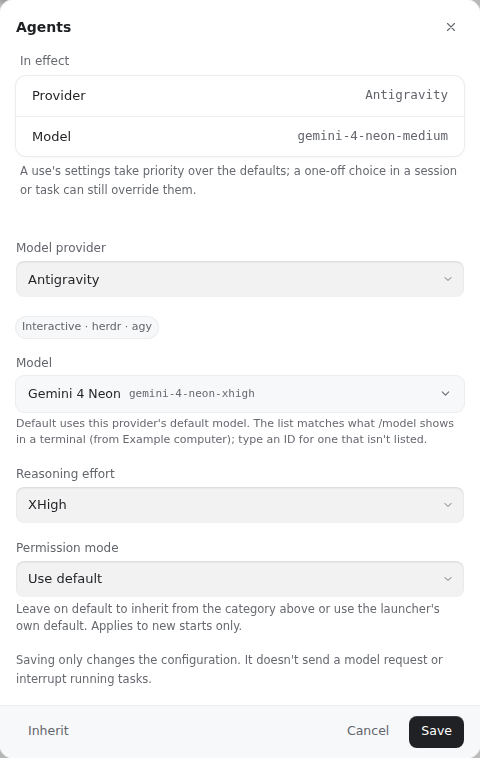 Agents
In effect
Provider Antigravity
Model gemini-4-neon-medium
A use's settings take priority over the defaults; a one-off choice in a session
or task can still override them.
Model provider
Antigravity
Interactive · herdr · agy
Model
Gemini 4 Neon gemini-4-neon-xhigh
Default uses this provider's default model. The list matches what /model shows
in a terminal (from Example computer); type an ID for one that isn't listed.
Reasoning effort
XHigh
Permission mode
Use default
Leave on default to inherit from the category above or use the launcher's
own default. Applies to new starts only.
Saving only changes the configuration. It doesn't send a model request or
interrupt running tasks.
Inherit Cancel Save